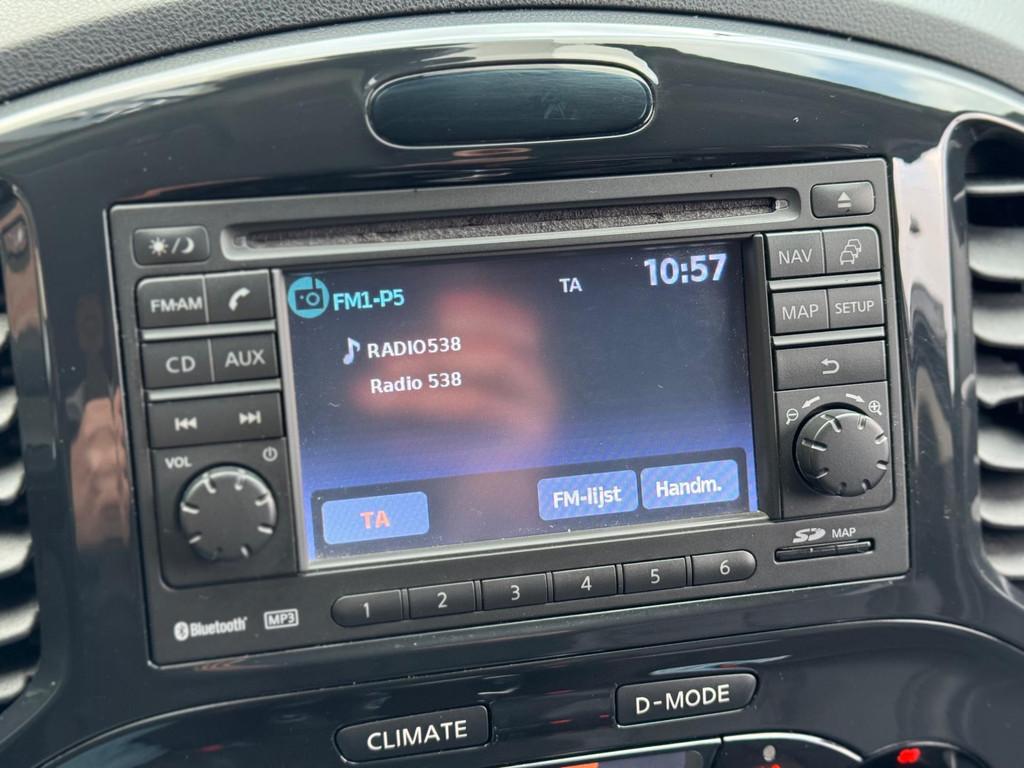 FM·AM
CD
AUX
VOL
FM1-P5
TA
10:57
RADIO538
Radio 538
TA
FM-lijst
Handm.
NAV
MAP
SETUP
SD MAP
1 2 3 4 5 6
Bluetooth®
MP3
CLIMATE
D-MODE